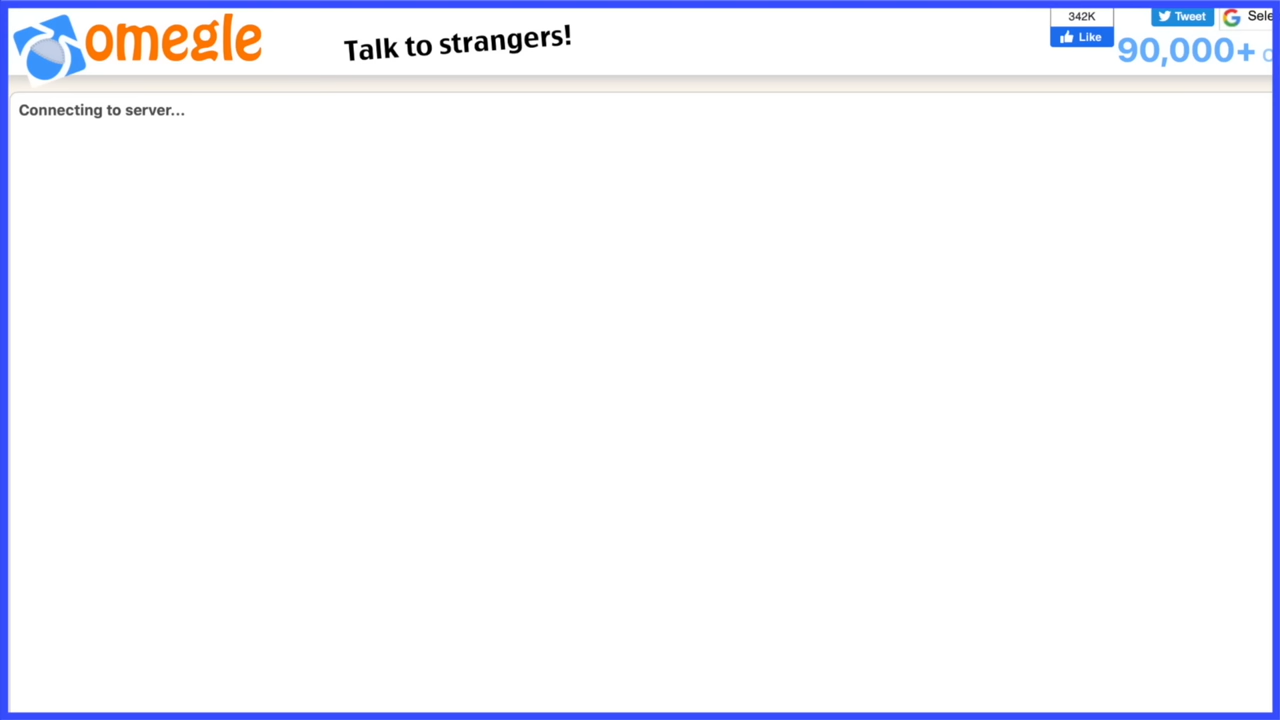 omegle
Talk to strangers!
342K
Like
Tweet
90,000+
Connecting to server...